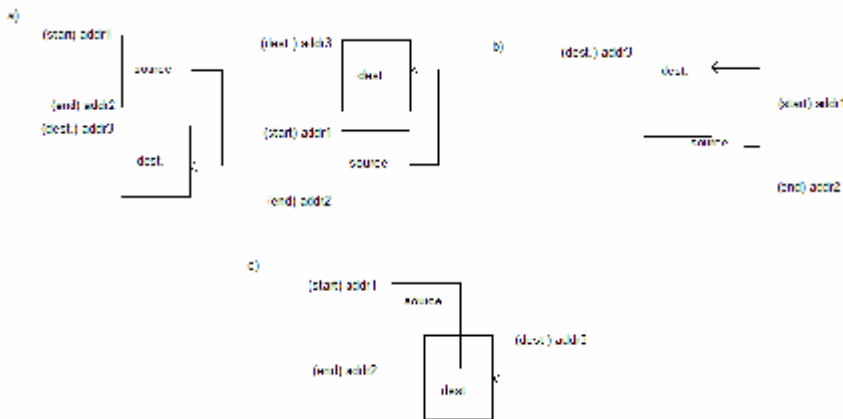 a)
(start) addr1
source
(end) addr2
(dest.) addr3
dest.
(dest.) addr3
dest
(start) addr1
source
(end) addr2
b)
(dest.) addr3
dest.
(start) addr1
source
(end) addr2
c)
(start) addr1
source
(dest.) addr3
(end) addr2
dest